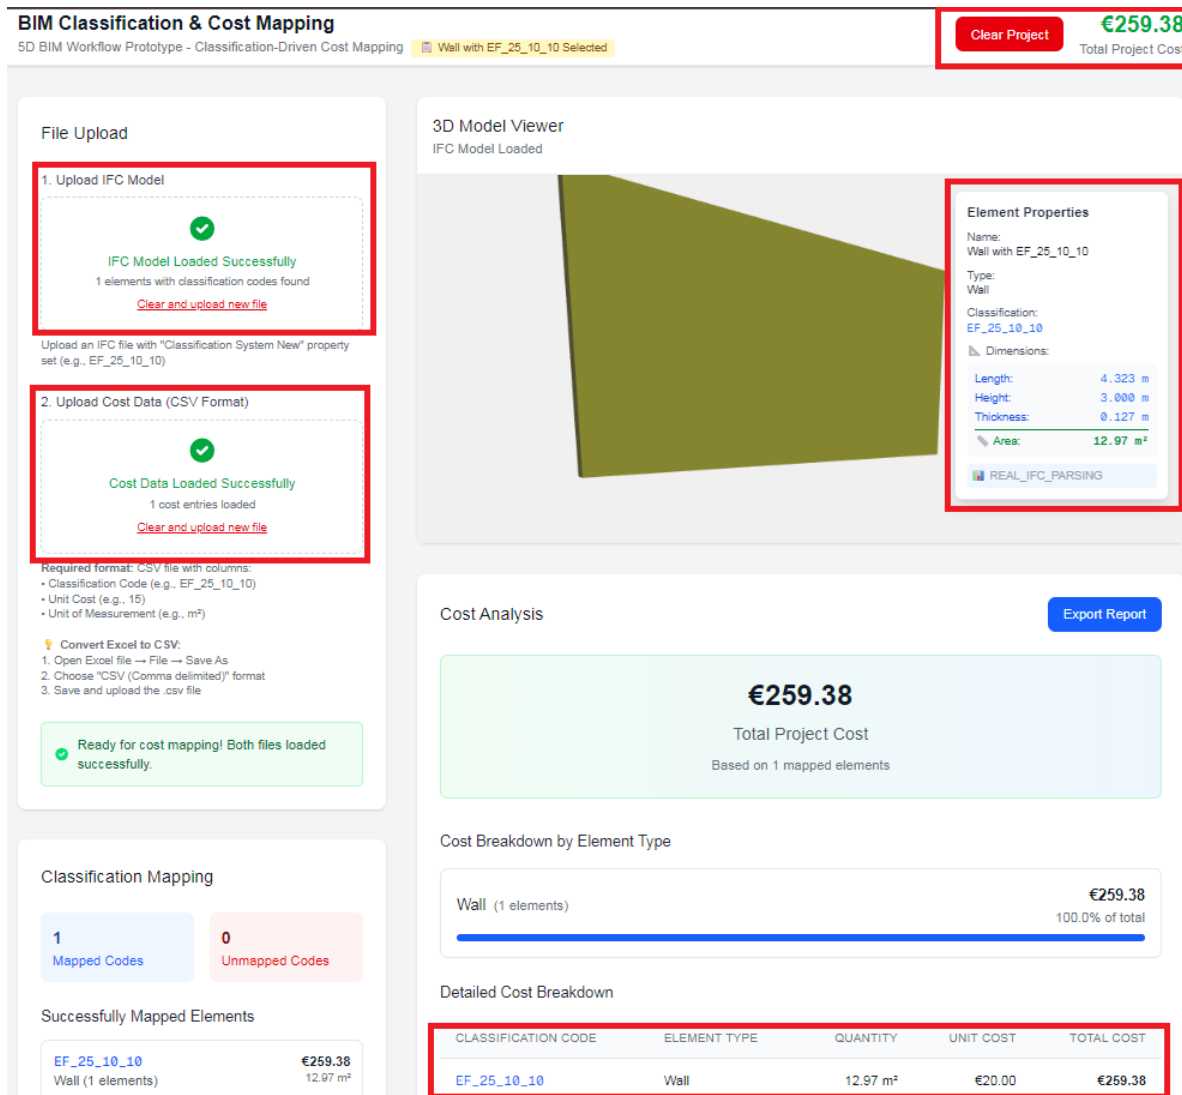 BIM Classification & Cost Mapping
5D BIM Workflow Prototype - Classification-Driven Cost Mapping
Wall with EF_25_10_10 Selected
Clear Project
€259.38
Total Project Cost
File Upload
1. Upload IFC Model
IFC Model Loaded Successfully
1 elements with classification codes found
Clear and upload new file
Upload an IFC file with "Classification System New" property
set (e.g., EF_25_10_10)
2. Upload Cost Data (CSV Format)
Cost Data Loaded Successfully
1 cost entries loaded
Clear and upload new file
Required format: CSV file with columns:
• Classification Code (e.g., EF_25_10_10)
• Unit Cost (e.g., 15)
• Unit of Measurement (e.g., m²)
Convert Excel to CSV:
1. Open Excel file → File → Save As
2. Choose "CSV (Comma delimited)" format
3. Save and upload the .csv file
Ready for cost mapping! Both files loaded
successfully.
Classification Mapping
1
Mapped Codes
0
Unmapped Codes
Successfully Mapped Elements
EF_25_10_10 €259.38
Wall (1 elements) 12.97 m²
3D Model Viewer
IFC Model Loaded
Element Properties
Name:
Wall with EF_25_10_10
Type:
Wall
Classification:
EF_25_10_10
Dimensions:
Length: 4.323 m
Height: 3.000 m
Thickness: 0.127 m
Area: 12.97 m²
REAL_IFC_PARSING
Cost Analysis
Export Report
€259.38
Total Project Cost
Based on 1 mapped elements
Cost Breakdown by Element Type
Wall (1 elements) €259.38
100.0% of total
Detailed Cost Breakdown
CLASSIFICATION CODE ELEMENT TYPE QUANTITY UNIT COST TOTAL COST
EF_25_10_10 Wall 12.97 m² €20.00 €259.38